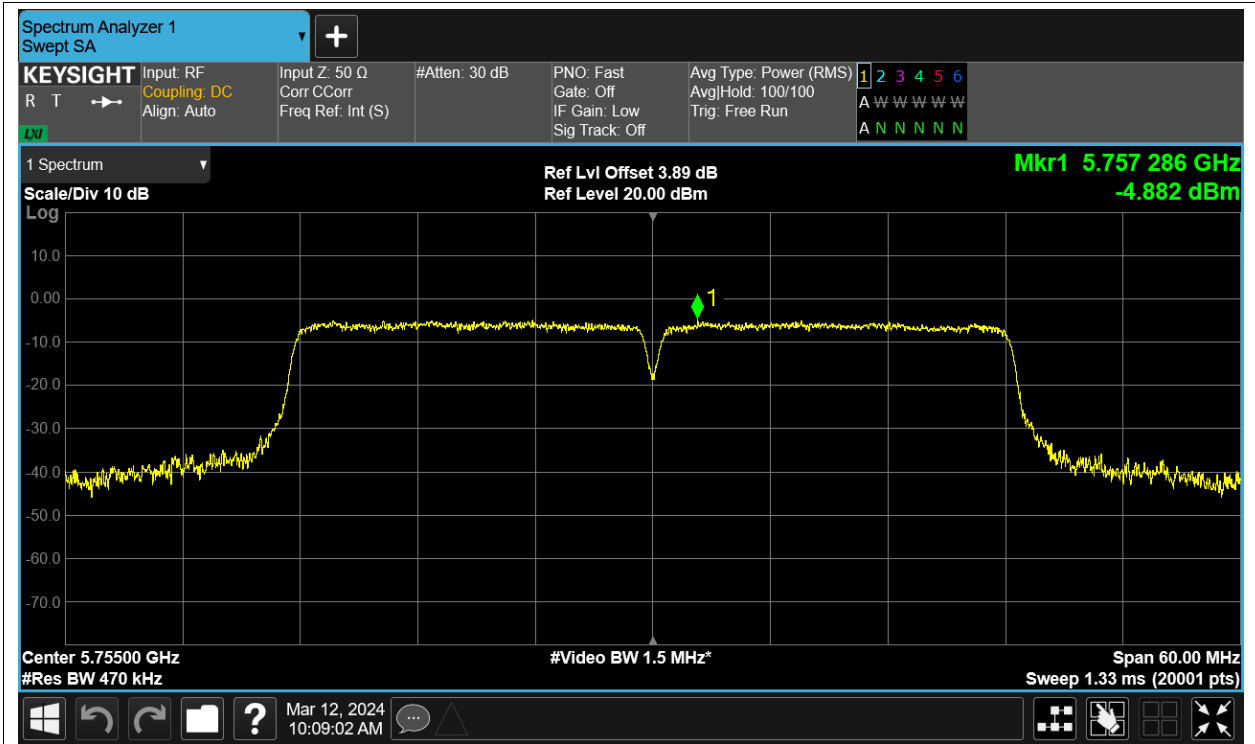 Spectrum Analyzer 1
Swept SA
KEYSIGHT
R T
LXI
Input: RF
Coupling: DC
Align: Auto
Input Z: 50 Ω
Corr CCorr
Freq Ref: Int (S)
#Atten: 30 dB
PNO: Fast
Gate: Off
IF Gain: Low
Sig Track: Off
Avg Type: Power (RMS)
Avg|Hold: 100/100
Trig: Free Run
1 2 3 4 5 6
A W W W W W
A N N N N N
1 Spectrum
Scale/Div 10 dB
Log
Ref Lvl Offset 3.89 dB
Ref Level 20.00 dBm
Mkr1 5.757 286 GHz
-4.882 dBm
10.0
0.00
-10.0
-20.0
-30.0
-40.0
-50.0
-60.0
-70.0
1
Center 5.75500 GHz
#Res BW 470 kHz
#Video BW 1.5 MHz*
Span 60.00 MHz
Sweep 1.33 ms (20001 pts)
?
Mar 12, 2024
10:09:02 AM